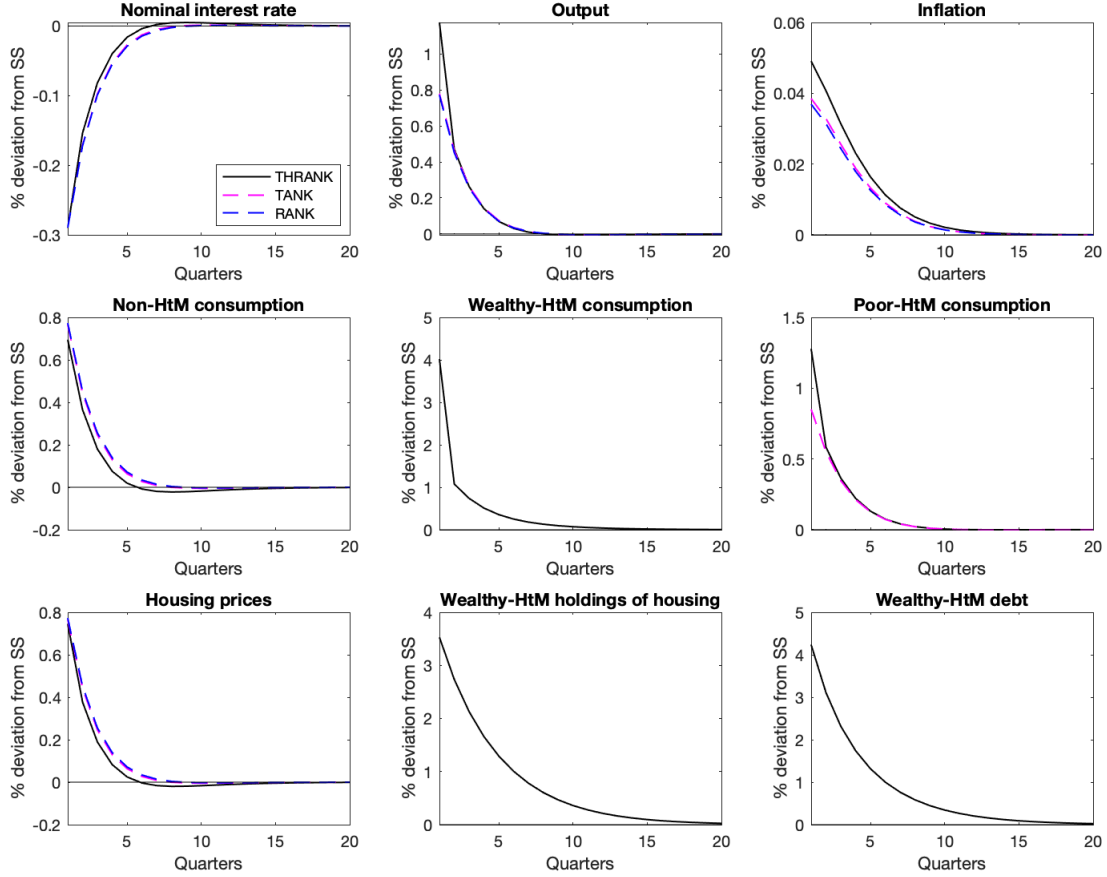 Nominal interest rate
% deviation from SS
0
-0.1
-0.2
-0.3
5
10
15
20
Quarters
THRANK
TANK
RANK
Output
% deviation from SS
1
0.8
0.6
0.4
0.2
0
5
10
15
20
Quarters
Inflation
% deviation from SS
0.06
0.04
0.02
0
5
10
15
20
Quarters
Non-HtM consumption
% deviation from SS
0.8
0.6
0.4
0.2
0
-0.2
5
10
15
20
Quarters
Wealthy-HtM consumption
% deviation from SS
5
4
3
2
1
0
5
10
15
20
Quarters
Poor-HtM consumption
% deviation from SS
1.5
1
0.5
0
5
10
15
20
Quarters
Housing prices
% deviation from SS
0.8
0.6
0.4
0.2
0
-0.2
5
10
15
20
Quarters
Wealthy-HtM holdings of housing
% deviation from SS
4
3
2
1
0
5
10
15
20
Quarters
Wealthy-HtM debt
% deviation from SS
5
4
3
2
1
0
5
10
15
20
Quarters